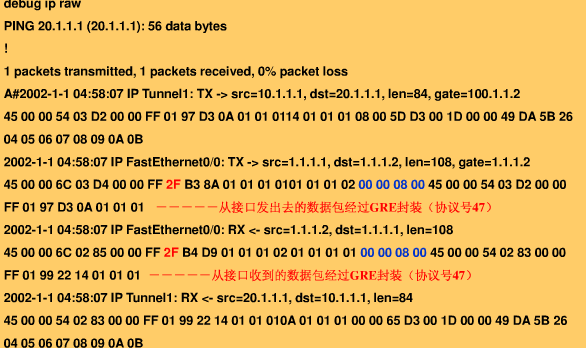 debug ip raw
PING 20.1.1.1 (20.1.1.1): 56 data bytes
!
1 packets transmitted, 1 packets received, 0% packet loss
A#2002-1-1 04:58:07 IP Tunnel1: TX -> src=10.1.1.1, dst=20.1.1.1, len=84, gate=100.1.1.2
45 00 00 54 03 D2 00 00 FF 01 97 D3 0A 01 01 0114 01 01 01 08 00 5D D3 00 1D 00 00 49 DA 5B 26
04 05 06 07 08 09 0A 0B
2002-1-1 04:58:07 IP FastEthernet0/0: TX -> src=1.1.1.1, dst=1.1.1.2, len=108, gate=1.1.1.2
45 00 00 6C 03 D4 00 00 FF 2F B3 8A 01 01 01 0101 01 01 02 00 00 08 00 45 00 00 54 03 D2 00 00
FF 01 97 D3 0A 01 01 01 －－－－－从接口发出去的数据包经过GRE封装（协议号47）
2002-1-1 04:58:07 IP FastEthernet0/0: RX <- src=1.1.1.2, dst=1.1.1.1, len=108
45 00 00 6C 02 85 00 00 FF 2F B4 D9 01 01 01 02 01 01 01 01 00 00 08 00 45 00 00 54 02 83 00 00
FF 01 99 22 14 01 01 01 －－－－－从接口收到的数据包经过GRE封装（协议号47）
2002-1-1 04:58:07 IP Tunnel1: RX <- src=20.1.1.1, dst=10.1.1.1, len=84
45 00 00 54 02 83 00 00 FF 01 99 22 14 01 01 010A 01 01 01 00 00 65 D3 00 1D 00 00 49 DA 5B 26
04 05 06 07 08 09 0A 0B